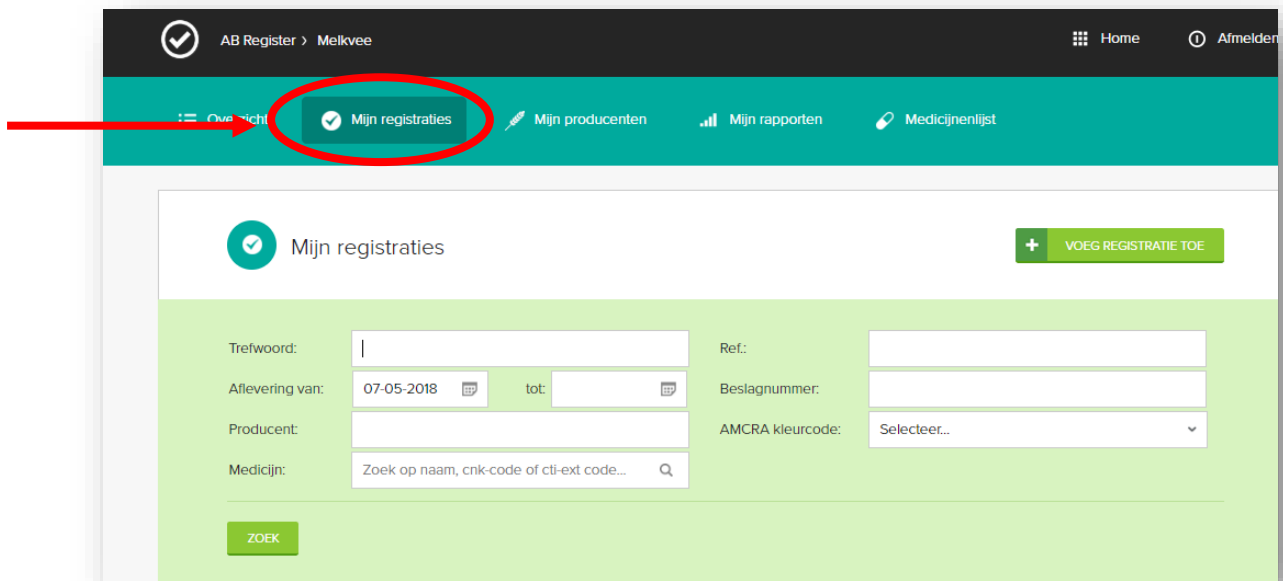 AB Register › Melkvee Home Afmelden
Overzicht Mijn registraties Mijn producenten Mijn rapporten Medicijnenlijst
Mijn registraties VOEG REGISTRATIE TOE
Trefwoord: Ref.:
Aflevering van: 07-05-2018 tot: Beslagnummer:
Producent: AMCRA kleurcode: Selecteer...
Medicijn: Zoek op naam, cnk-code of cti-ext code...
ZOEK